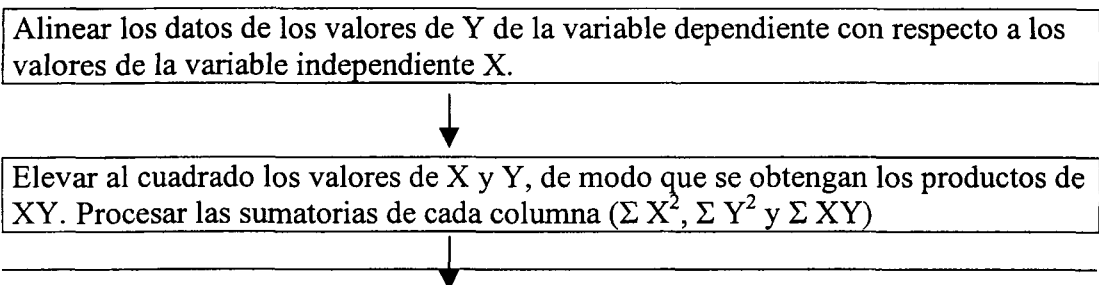 Alinear los datos de los valores de Y de la variable dependiente con respecto a los
valores de la variable independiente X.
Elevar al cuadrado los valores de X y Y, de modo que se obtengan los productos de
XY. Procesar las sumatorias de cada columna (Σ X², Σ Y² y Σ XY)